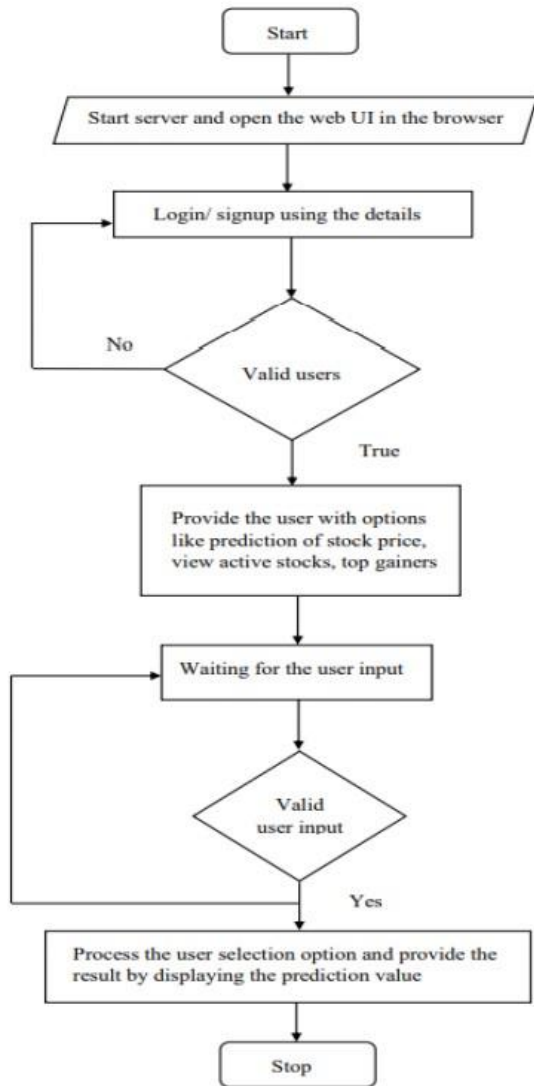 Start
Start server and open the web UI in the browser
Login/ signup using the details
No
Valid users
True
Provide the user with options
like prediction of stock price,
view active stocks, top gainers
Waiting for the user input
Valid
user input
Yes
Process the user selection option and provide the
result by displaying the prediction value
Stop